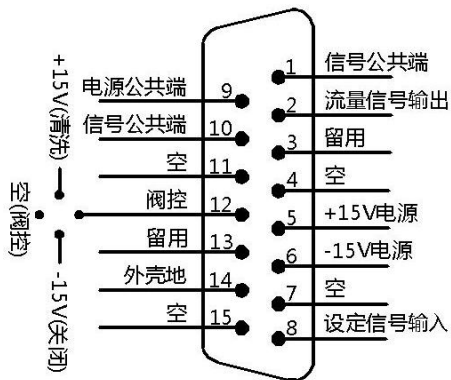 信号公共端
1
电源公共端
9
流量信号输出
2
信号公共端
10
留用
3
空
11
空
4
阀控
12
+15V电源
5
留用
13
-15V电源
6
外壳地
14
空
7
空
15
设定信号输入
8
+15V(清洗)
空(阀控)
-15V(关闭)